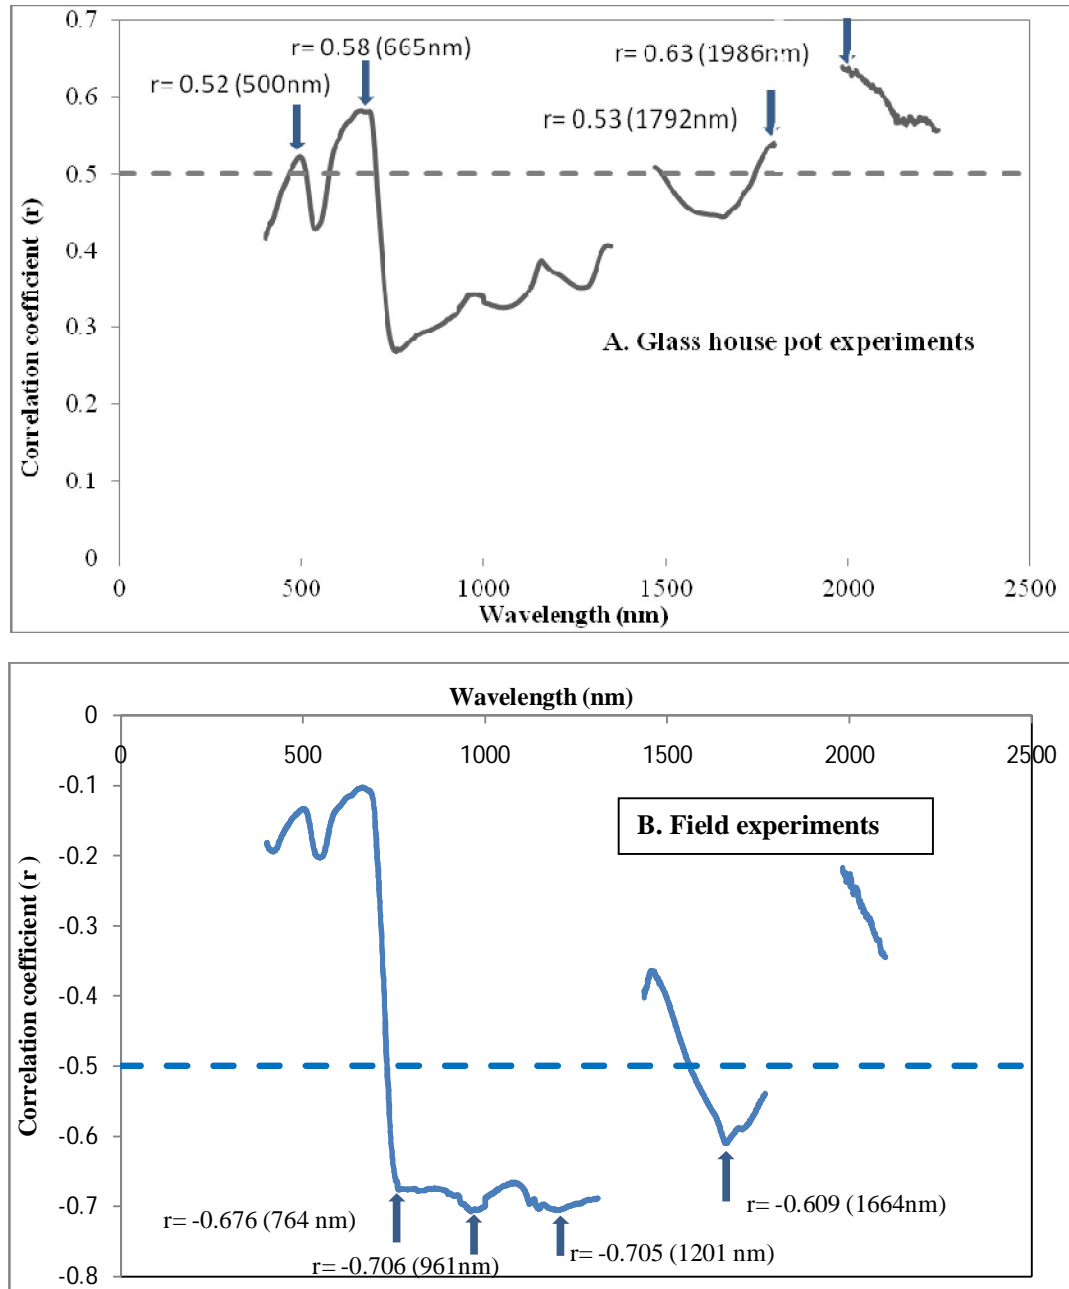 0.7
r= 0.58 (665nm)
r= 0.63 (1986nm)
r= 0.52 (500nm)
0.6
r= 0.53 (1792nm)
0.5
0.4
0.3
A. Glass house pot experiments
0.2
0.1
0
Correlation coefficient (r)
0 500 1000 1500 2000 2500
Wavelength (nm)
Wavelength (nm)
0
0 500 1000 1500 2000 2500
-0.1
B. Field experiments
-0.2
-0.3
-0.4
-0.5
-0.6
-0.7
-0.8
Correlation coefficient (r )
r= -0.609 (1664nm)
r= -0.676 (764 nm)
r= -0.705 (1201 nm)
r= -0.706 (961nm)